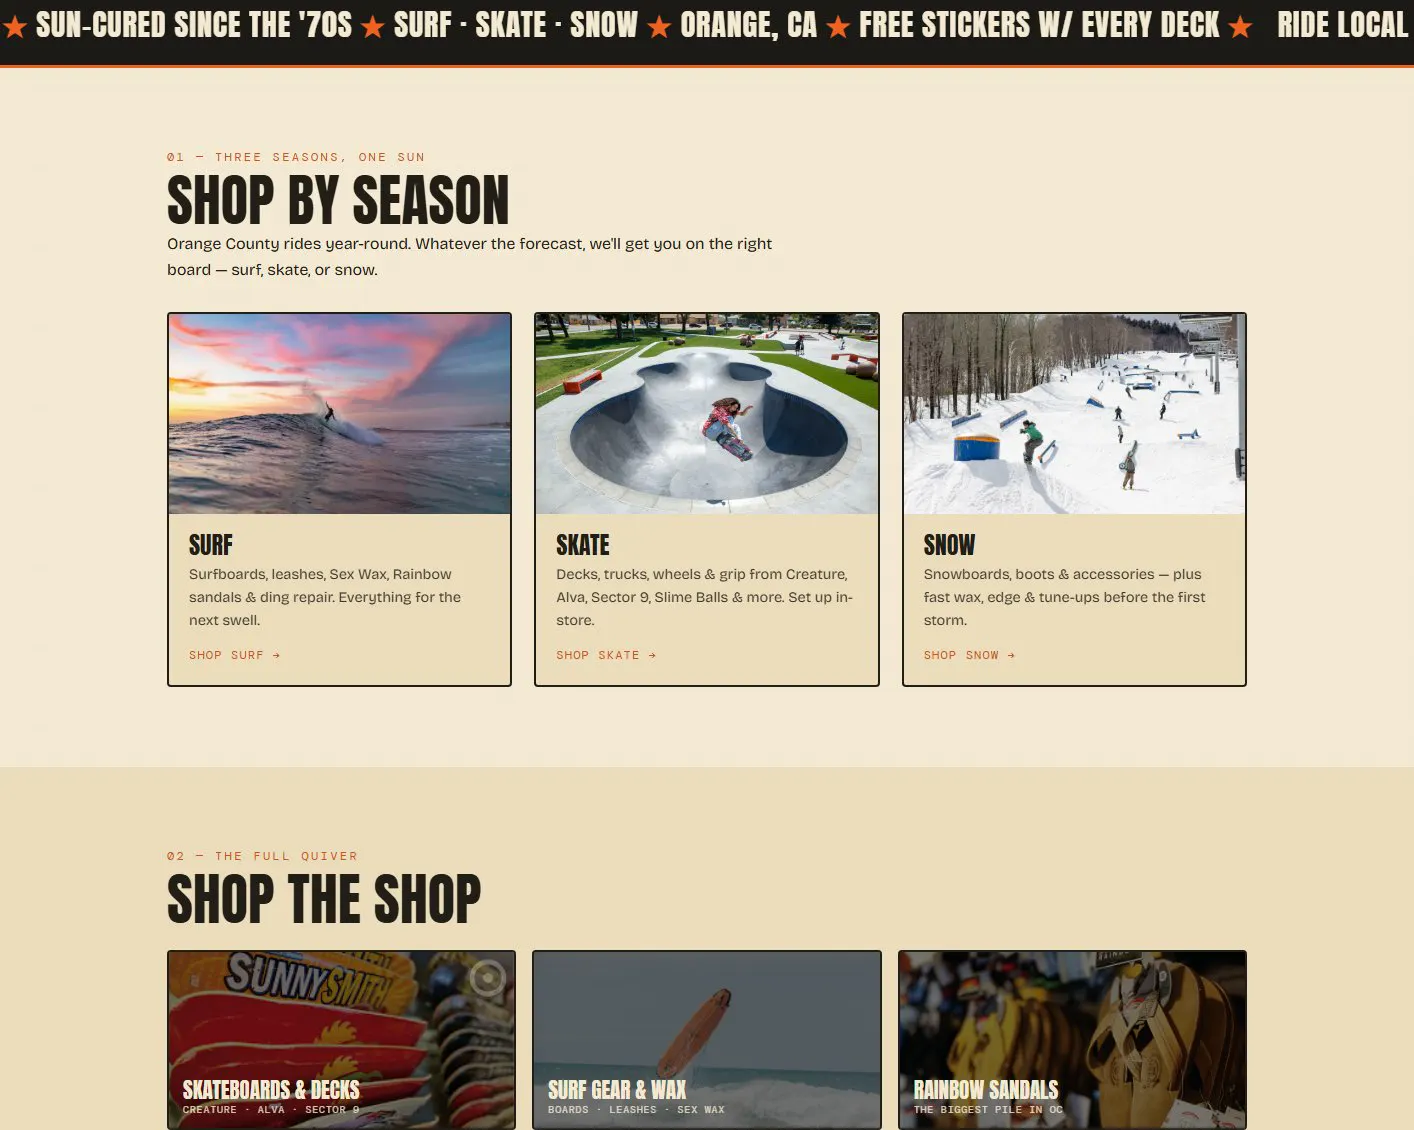 ★ SUN-CURED SINCE THE '70S ★ SURF · SKATE · SNOW ★ ORANGE, CA ★ FREE STICKERS W/ EVERY DECK ★ RIDE LOCAL
01 — THREE SEASONS, ONE SUN
SHOP BY SEASON
Orange County rides year-round. Whatever the forecast, we'll get you on the right
board — surf, skate, or snow.
SURF
Surfboards, leashes, Sex Wax, Rainbow
sandals & ding repair. Everything for the
next swell.
SHOP SURF →
SKATE
Decks, trucks, wheels & grip from Creature,
Alva, Sector 9, Slime Balls & more. Set up in-
store.
SHOP SKATE →
SNOW
Snowboards, boots & accessories — plus
fast wax, edge & tune-ups before the first
storm.
SHOP SNOW →
02 — THE FULL QUIVER
SHOP THE SHOP
SUNNYSMITH
SKATEBOARDS & DECKS
CREATURE · ALVA · SECTOR 9
SURF GEAR & WAX
BOARDS · LEASHES · SEX WAX
RAINBOW SANDALS
THE BIGGEST PILE IN OC